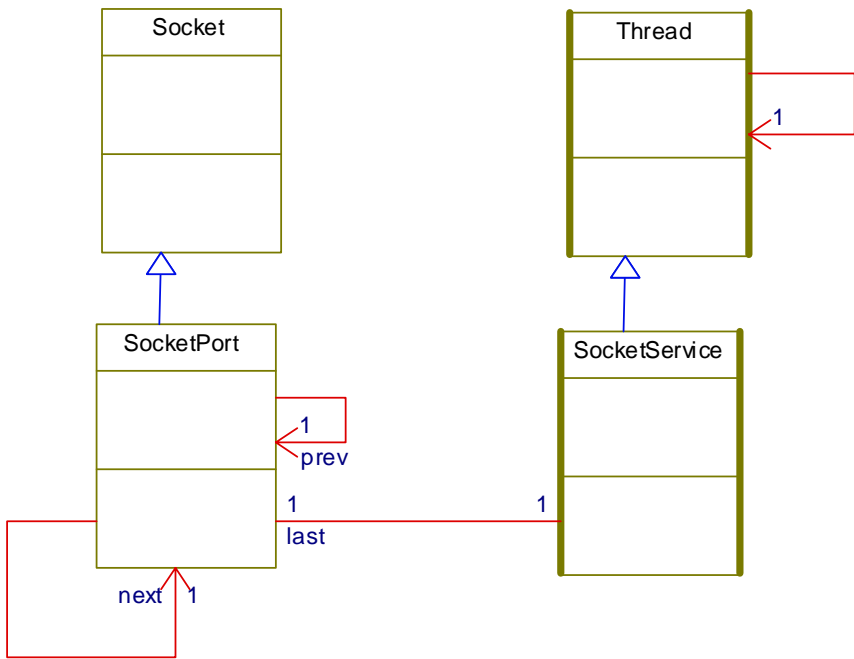 Socket
Thread
1
SocketPort
SocketService
1
prev
1
1
last
next 1